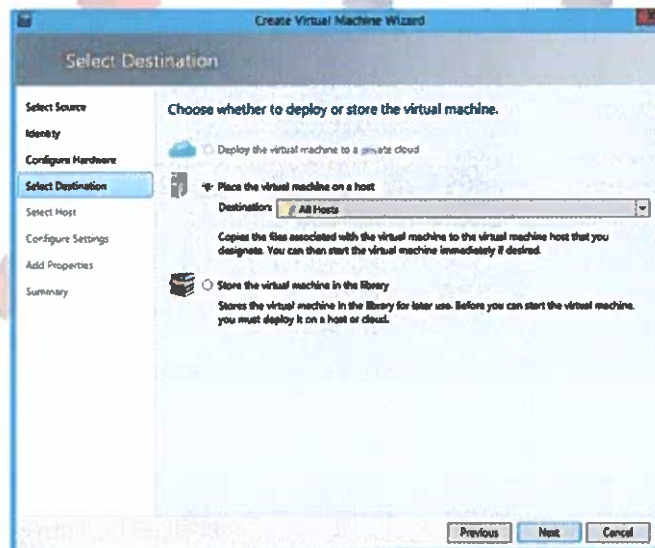 Create Virtual Machine Wizard
Select Destination
Select Source
Identity
Configure Hardware
Select Destination
Select Host
Configure Settings
Add Properties
Summary
Choose whether to deploy or store the virtual machine.
Deploy the virtual machine to a private cloud
Place the virtual machine on a host
Destination: All Hosts
Copies the files associated with the virtual machine to the virtual machine host that you
designate. You can then start the virtual machine immediately if desired.
Store the virtual machine in the library
Stores the virtual machine in the library for later use. Before you can start the virtual machine,
you must deploy it on a host or cloud.
Previous Next Cancel